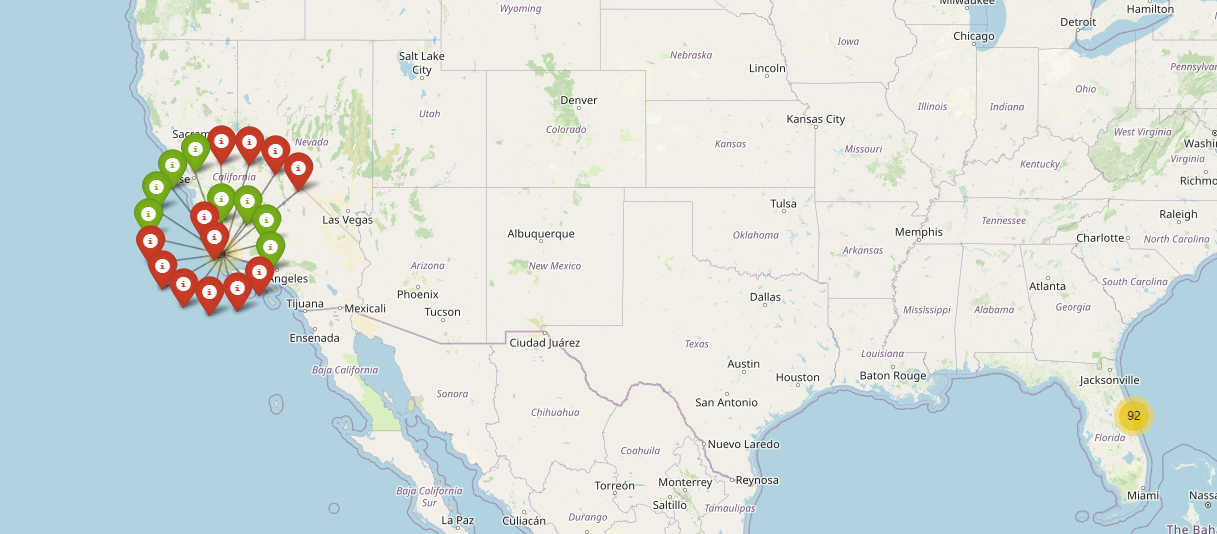 Milwaukee
Wyoming
Hamilton
Detroit
Chicago
Iowa
Nebraska
Salt Lake
City
Lincoln
Pennsylvan
Ohio
Denver
Illinois
Indiana
Utah
Kansas City
Colorado
West Virginia
Sacram
Nevada
Kansas
Missouri
Washi
Kentucky
Virginia
California
se
Richmo
Las Vegas
Tulsa
Raleigh
Tennessee
Albuquerque
Oklahoma
Memphis
Charlotte
North Carolina
Arkansas
Arizona
New Mexico
Angeles
Atlanta
South Carolina
Phoenix
Dallas
Tijuana
Mexicali
Tucson
Mississippi
Alabama
Georgia
Ensenada
Ciudad Juárez
Texas
Louisiana
Austin
Baja California
Houston
Baton Rouge
Jacksonville
Sonora
San Antonio
Chihuahua
92
Florida
Nuevo Laredo
Coahuila
Reynosa
Torreón
Monterrey
Baja California
Sur
Miami
Nassa
Saltillo
Tamaulipas
Durango
La Paz
Culiacán
The Bah